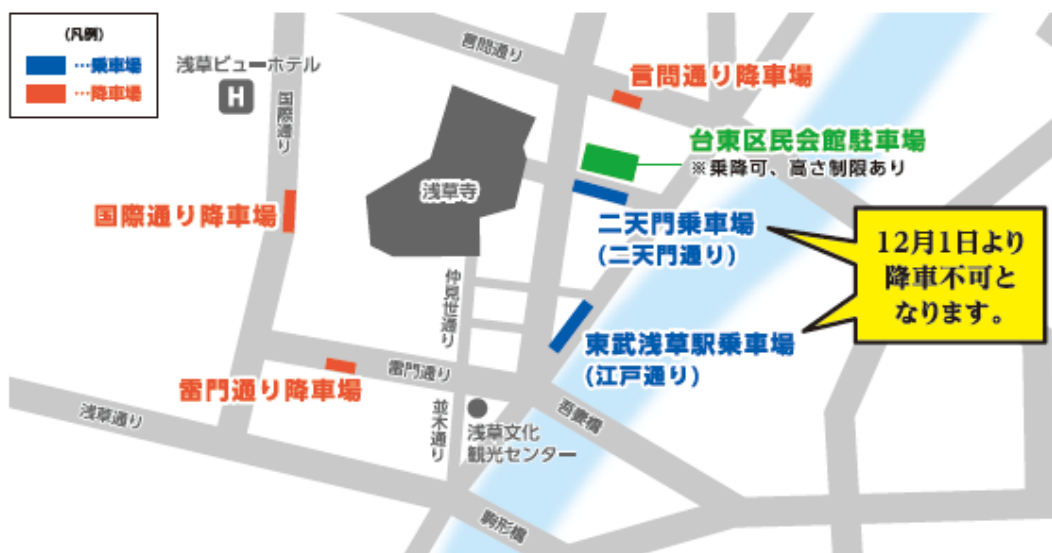 (凡例)
…乗車場
…降車場
浅草ビューホテル
H
国際通り
言問通り
言問通り降車場
台東区民会館駐車場
※乗降可、高さ制限あり
浅草寺
国際通り降車場
二天門乗車場
(二天門通り)
12月1日より
降車不可と
なります。
仲見世通り
東武浅草駅乗車場
(江戸通り)
雷門通り
雷門通り降車場
浅草通り
並木通り
浅草文化
観光センター
吾妻橋
駒形橋